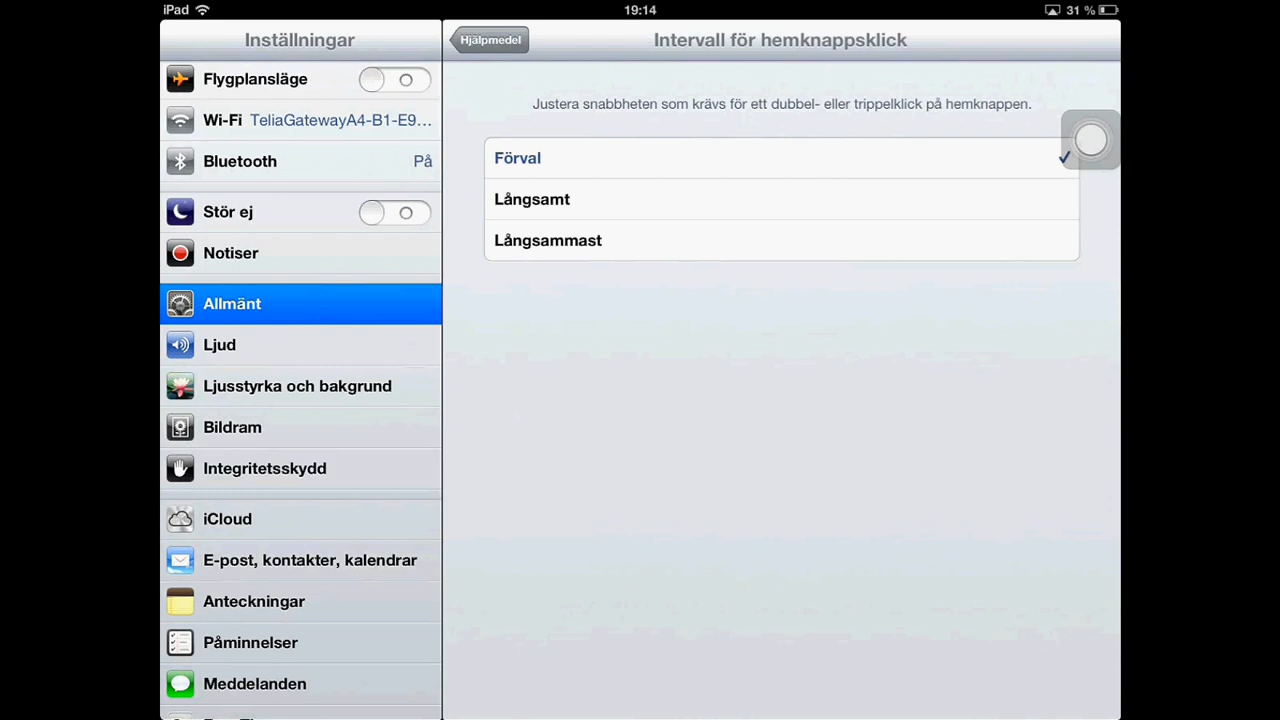 iPad 19:14 31 %
Inställningar
Flygplansläge
Wi-Fi TeliaGatewayA4-B1-E9...
Bluetooth På
Stör ej
Notiser
Allmänt
Ljud
Ljusstyrka och bakgrund
Bildram
Integritetsskydd
iCloud
E-post, kontakter, kalendrar
Anteckningar
Påminnelser
Meddelanden
Hjälpmedel
Intervall för hemknappsklick
Justera snabbheten som krävs för ett dubbel- eller trippelklick på hemknappen.
Förval
Långsamt
Långsammast